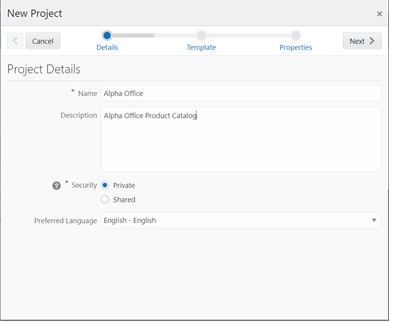 New Project
×
< Cancel Details Template Properties Next >
Project Details
* Name Alpha Office
Description Alpha Office Product Catalog
? * Security Private
Shared
Preferred Language English - English